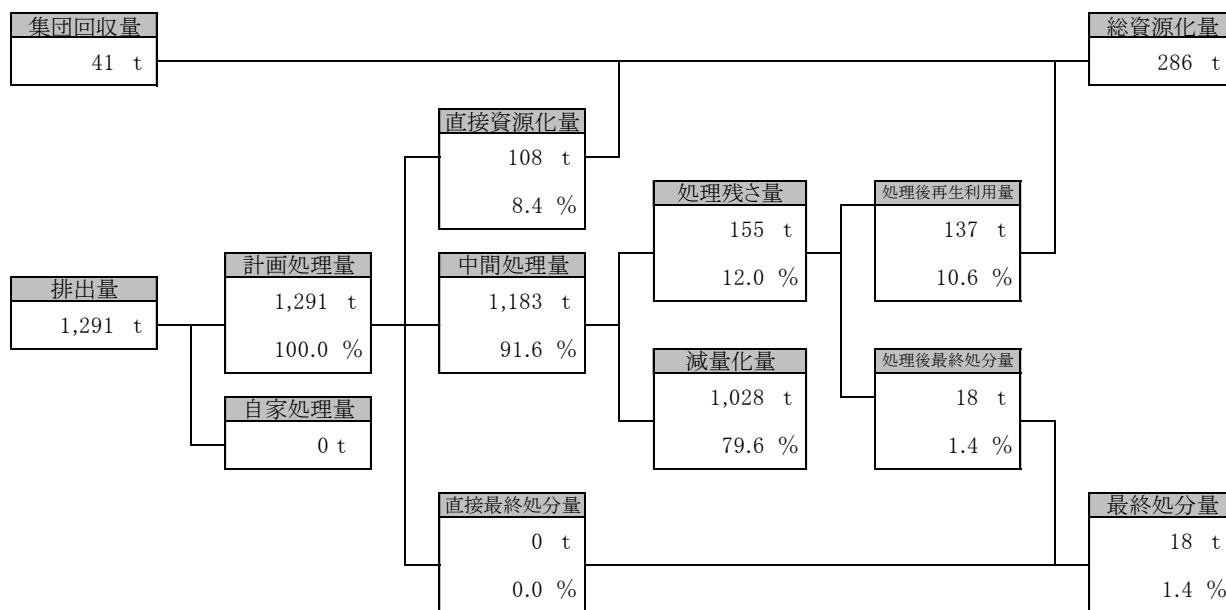 集団回収量
41 t
総資源化量
286 t
直接資源化量
108 t
8.4 %
処理残さ量
155 t
12.0 %
処理後再生利用量
137 t
10.6 %
排出量
1,291 t
計画処理量
1,291 t
100.0 %
中間処理量
1,183 t
91.6 %
減量化量
1,028 t
79.6 %
処理後最終処分量
18 t
1.4 %
自家処理量
0 t
直接最終処分量
0 t
0.0 %
最終処分量
18 t
1.4 %